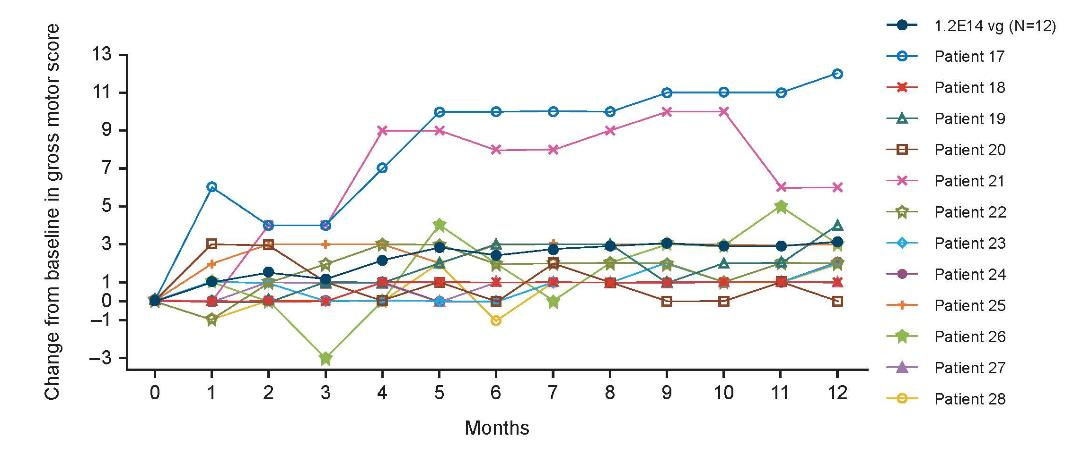 Change from baseline in gross motor score
13
11
9
7
5
3
1
0
–1
–3
0 1 2 3 4 5 6 7 8 9 10 11 12
Months
1.2E14 vg (N=12)
Patient 17
Patient 18
Patient 19
Patient 20
Patient 21
Patient 22
Patient 23
Patient 24
Patient 25
Patient 26
Patient 27
Patient 28